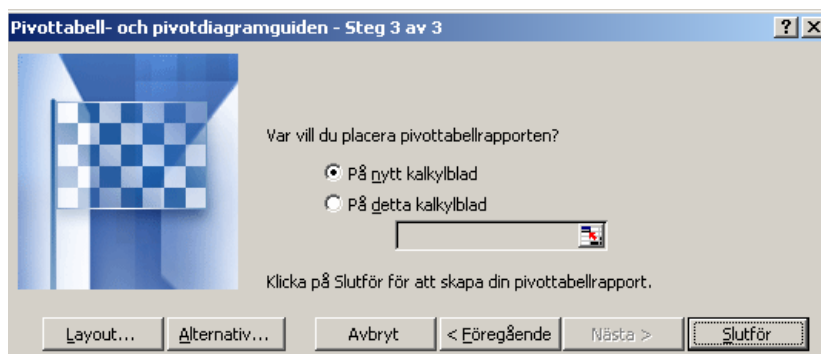 Pivottabell- och pivotdiagramguiden - Steg 3 av 3
Var vill du placera pivottabellrapporten?
På nytt kalkylblad
På detta kalkylblad
Klicka på Slutför för att skapa din pivottabellrapport.
Layout... Alternativ... Avbryt < Föregående Nästa > Slutför